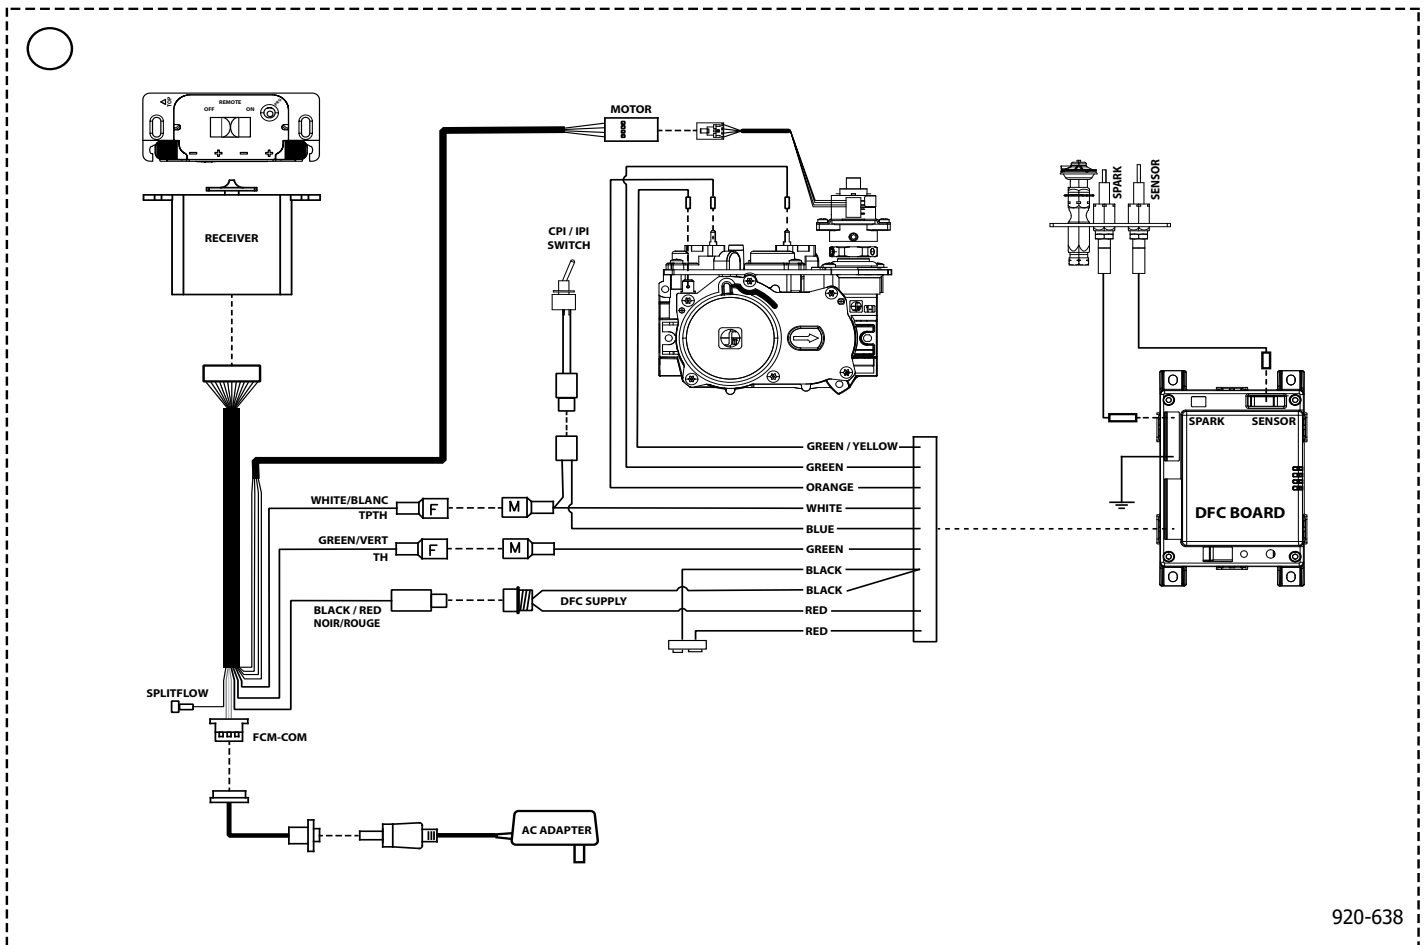 MOTOR
TOP
REMOTE
OFF ON
- + - +
RECEIVER
CPI / IPI
SWITCH
SPARK
SENSOR
SPARK SENSOR
DFC BOARD
GREEN / YELLOW
GREEN
ORANGE
WHITE/BLANC
TPTH
F
M
WHITE
BLUE
GREEN/VERT
TH
F
M
GREEN
BLACK
BLACK
BLACK / RED
NOIR/ROUGE
DFC SUPPLY
RED
RED
SPLITFLOW
FCM-COM
AC ADAPTER
920-638